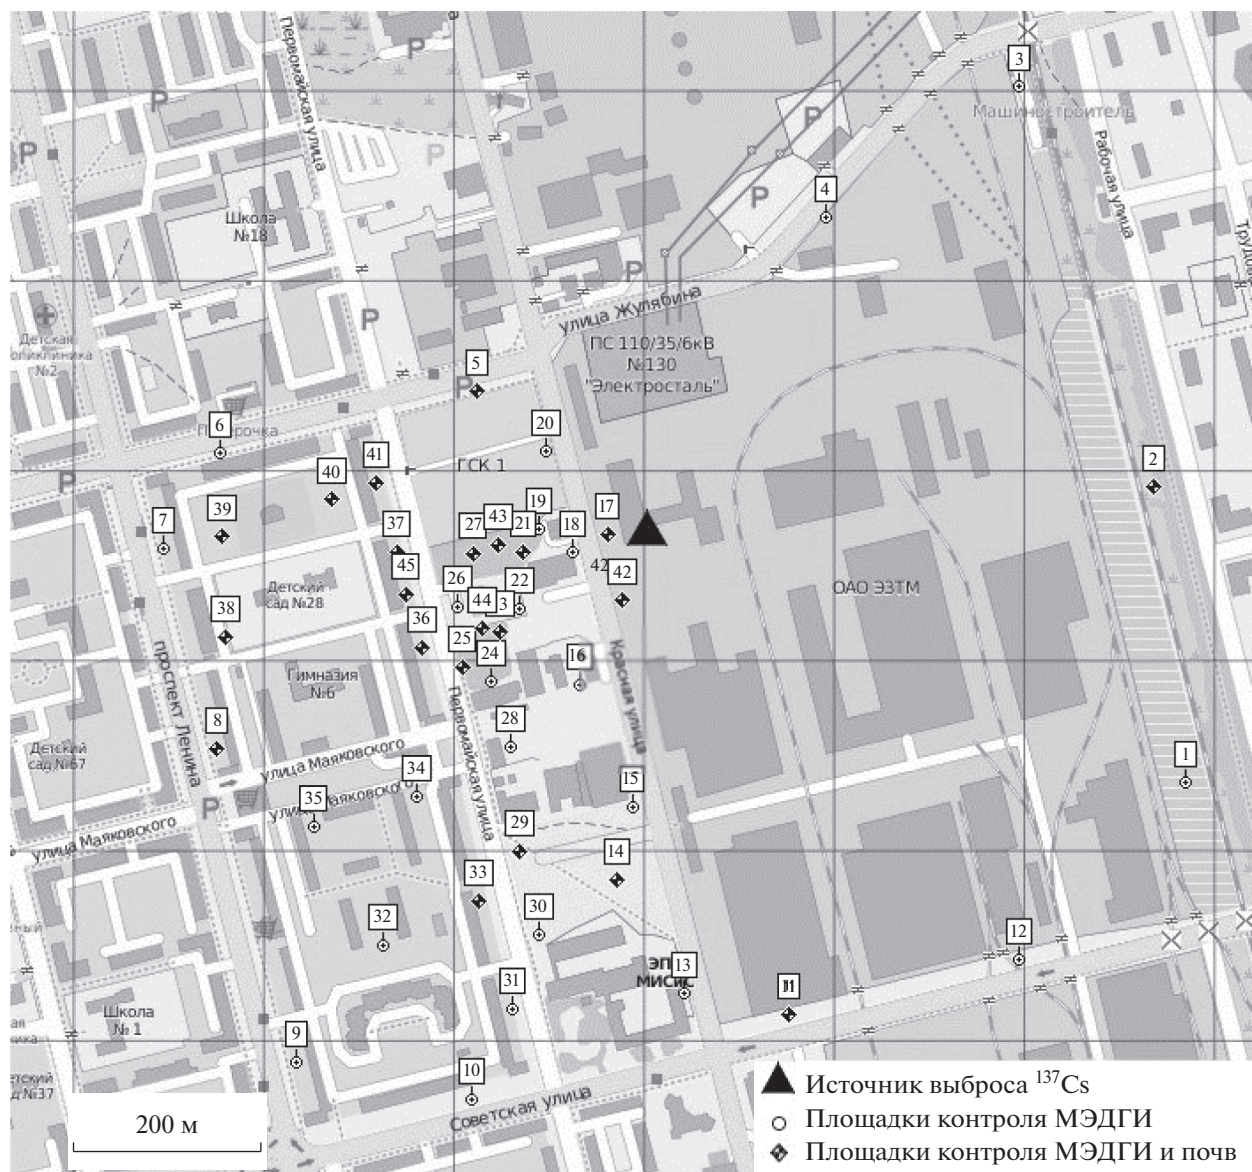 Первомайская улица
P
P
3
Машиностроитель
P
P
P
Рабочая улица
4
P
Школа
№18
Трудовая
P
улица Жулябина
P
Детская
поликлиника
№2
ПС 110/35/6кВ
№130
"Электросталь"
5
P
6
20
41
ГСК 1
2
40
P
39
7
37
27
43
21
19
18
17
45
26
22
42
42
Детский
сад №28
ОАО ЭЗТМ
38
44
3
36
25
24
16
проспект Ленина
Гимназия
№6
Красная улица
8
Первомайская улица
28
Детский
сад №67
улица Маяковского
34
15
1
P
35
улица Маяковского
улица Маяковского
29
14
33
32
30
12
ЭПИ
МИСиС
13
31
11
Школа
№ 1
9
10
Советская улица
200 м
Источник выброса ¹³⁷Cs
Площадки контроля МЭДГИ
Площадки контроля МЭДГИ и почв